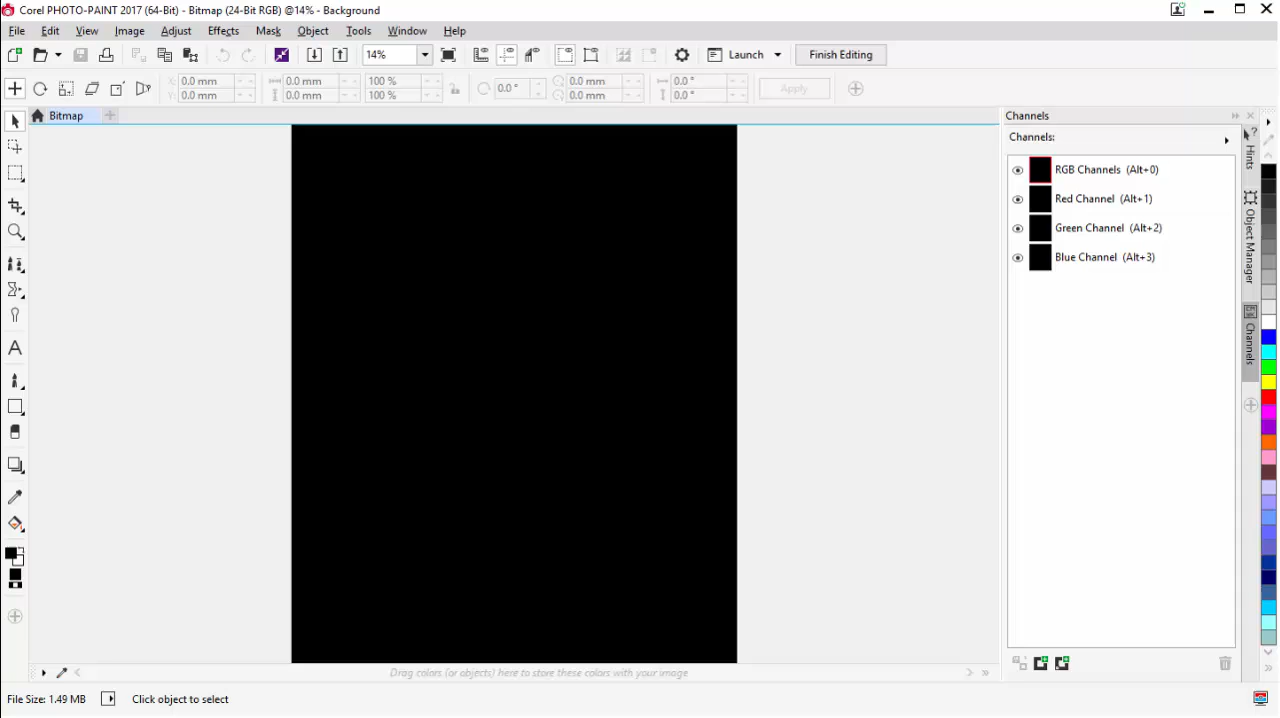 Corel PHOTO-PAINT 2017 (64-Bit) - Bitmap (24-Bit RGB) @14% - Background
File Edit View Image Adjust Effects Mask Object Tools Window Help
14% Launch Finish Editing
X: 0.0 mm 0.0 mm 100 % 0.0 ° 0.0 mm 0.0 ° Apply
Y: 0.0 mm 0.0 mm 100 % 0.0 mm 0.0 °
Bitmap
Channels
Channels:
RGB Channels (Alt+0)
Red Channel (Alt+1)
Green Channel (Alt+2)
Blue Channel (Alt+3)
Hints
Object Manager
Channels
Drag colors (or objects) here to store these colors with your image
File Size: 1.49 MB Click object to select